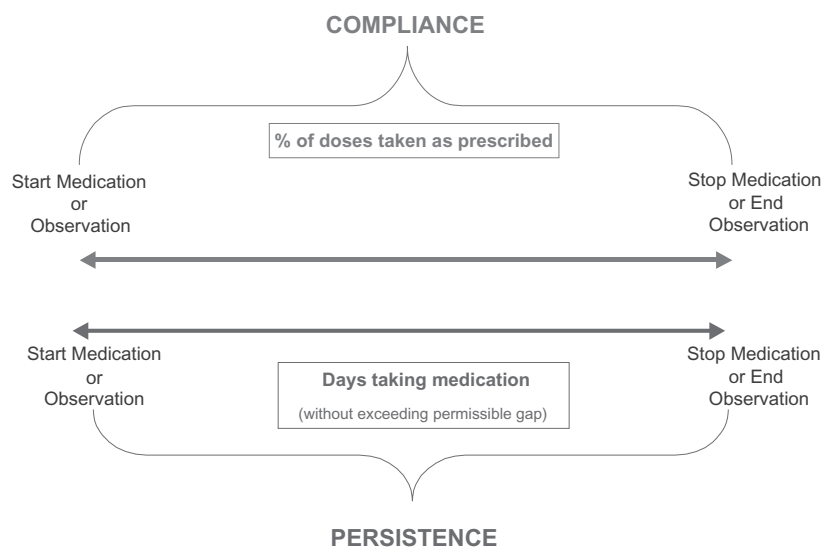 COMPLIANCE
% of doses taken as prescribed
Start Medication
or
Observation
Stop Medication
or End
Observation
Start Medication
or
Observation
Days taking medication
(without exceeding permissible gap)
Stop Medication
or End
Observation
PERSISTENCE